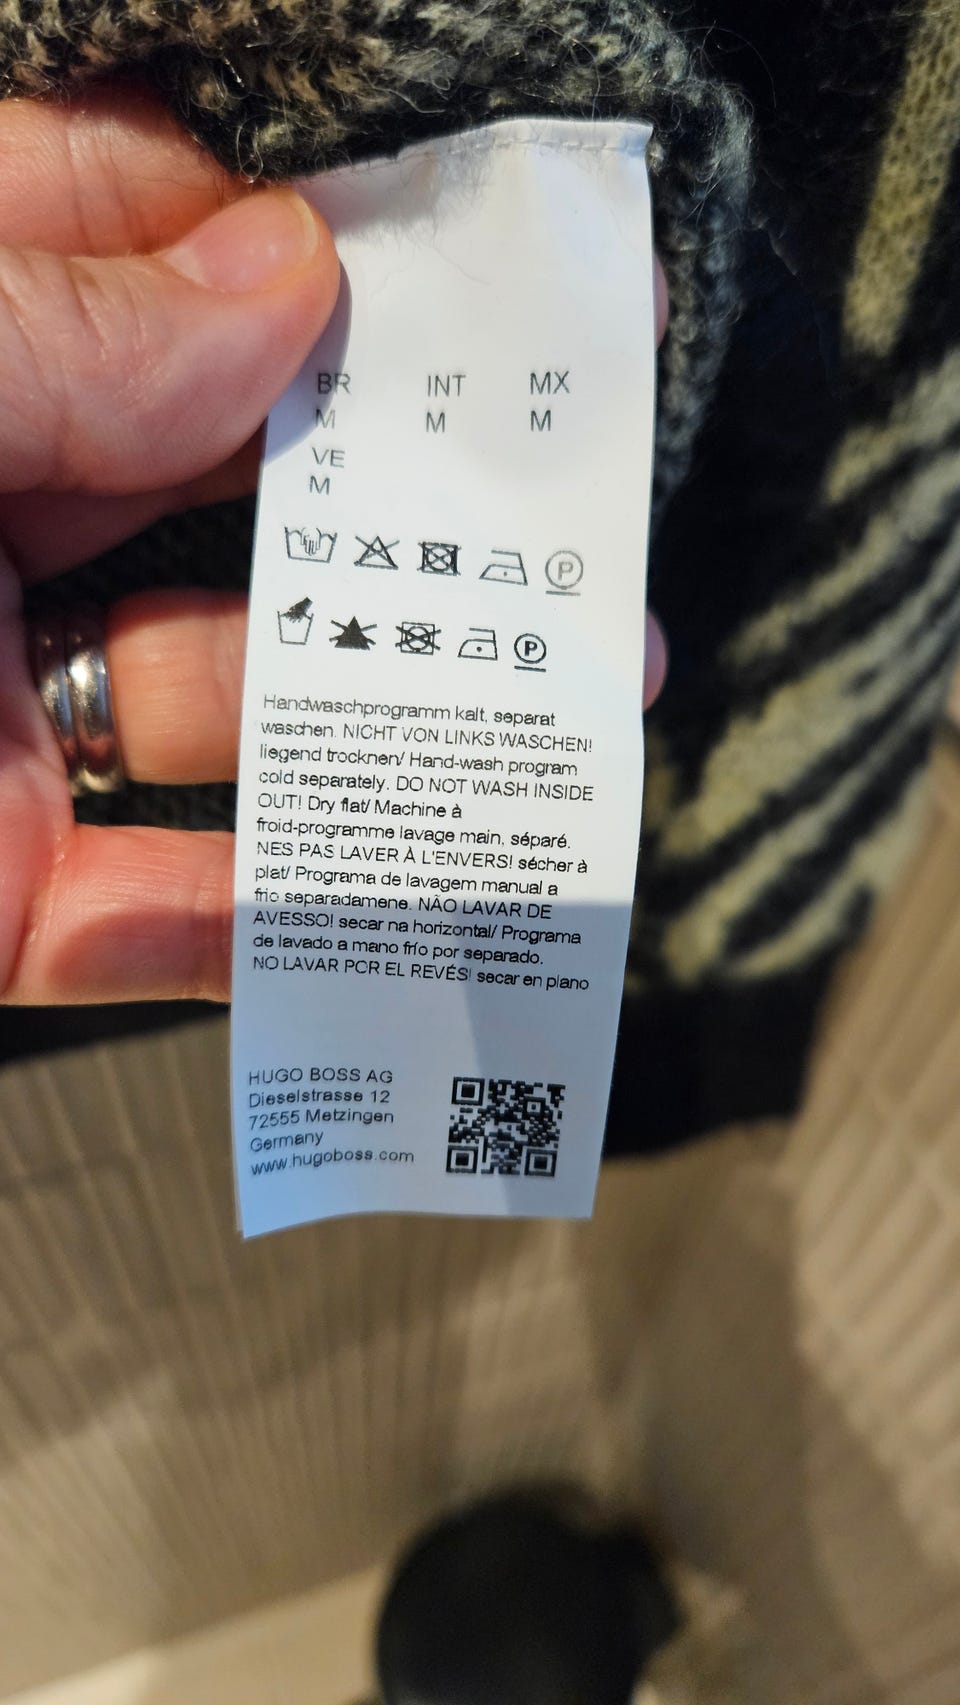 BR INT MX
M M M
VE
M
P
P
Handwaschprogramm kalt, separat
waschen. NICHT VON LINKS WASCHEN!
liegend trocknen/ Hand-wash program
cold separately. DO NOT WASH INSIDE
OUT! Dry flat/ Machine à
froid-programme lavage main, séparé.
NES PAS LAVER À L'ENVERS! sécher à
plat/ Programa de lavagem manual a
frio separadamene. NÃO LAVAR DE
AVESSO! secar na horizontal/ Programa
de lavado a mano frío por separado.
NO LAVAR POR EL REVÉS! secar en plano
HUGO BOSS AG
Dieselstrasse 12
72555 Metzingen
Germany
www.hugoboss.com